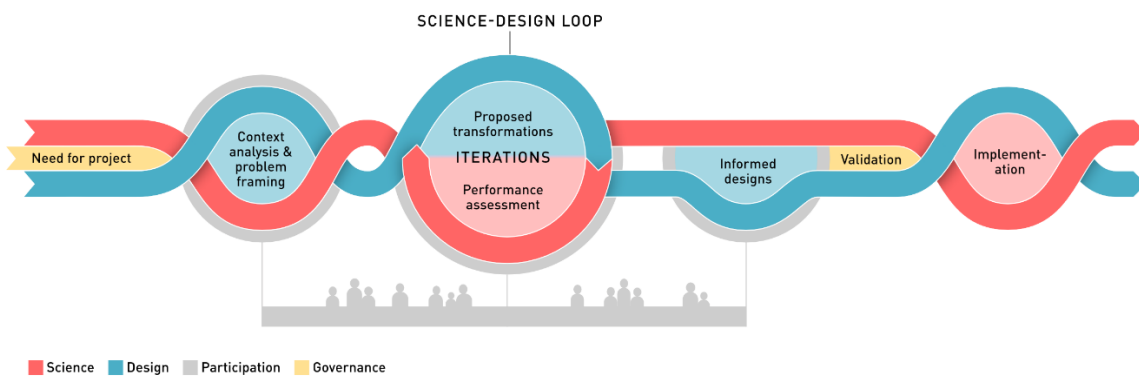 SCIENCE-DESIGN LOOP
Need for project
Context
analysis &
problem
framing
Proposed
transformations
ITERATIONS
Performance
assessment
Informed
designs
Validation
Implement-
ation
Science
Design
Participation
Governance